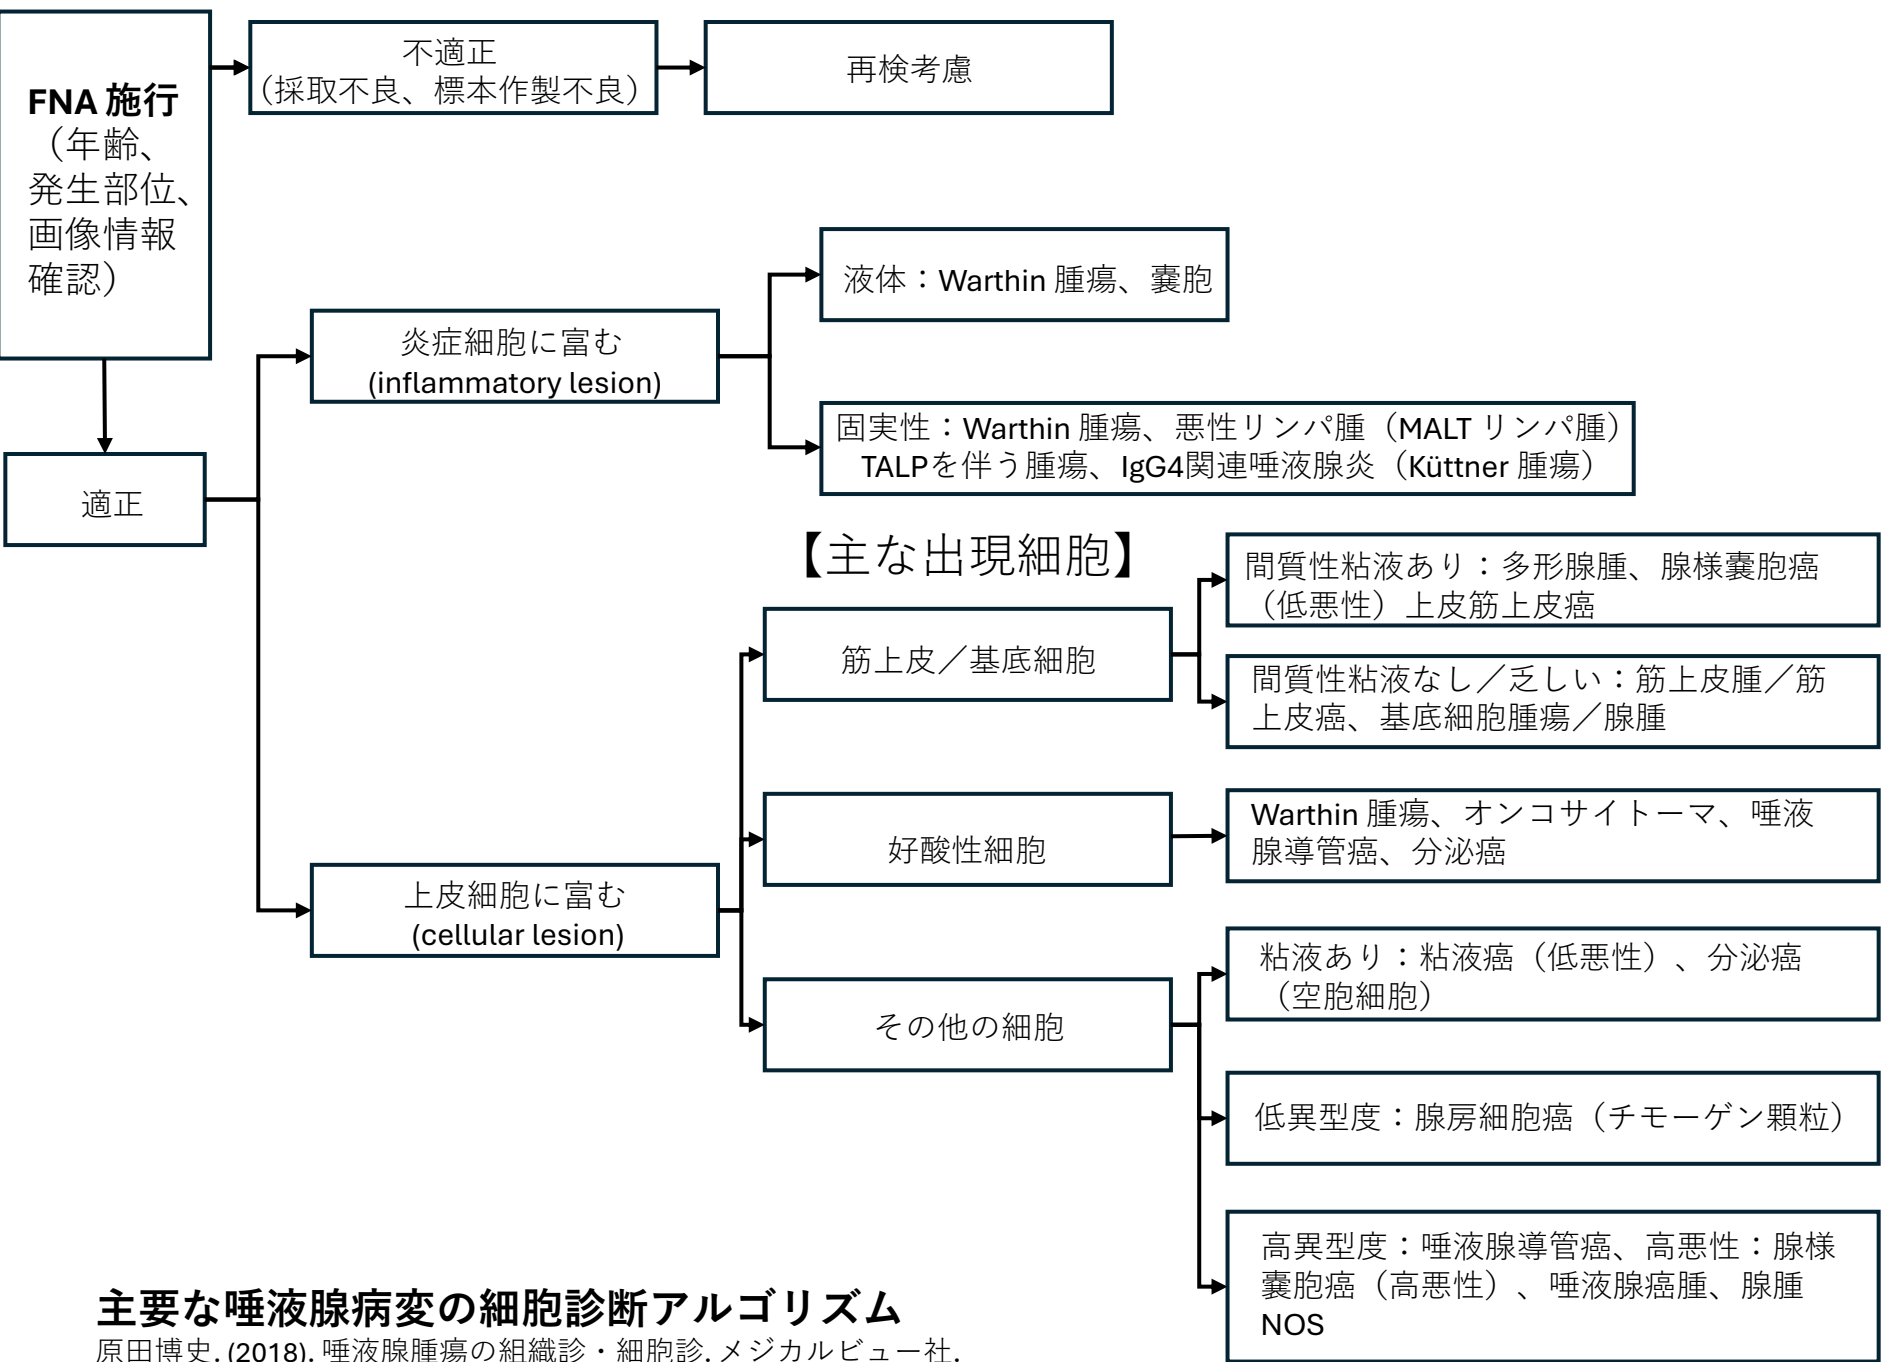 FNA 施行
（年齢、
発生部位、
画像情報
確認）
不適正
（採取不良、標本作製不良）
再検考慮
適正
炎症細胞に富む
(inflammatory lesion)
液体：Warthin 腫瘍、嚢胞
固実性：Warthin 腫瘍、悪性リンパ腫（MALT リンパ腫）
TALPを伴う腫瘍、IgG4関連唾液腺炎（Küttner 腫瘍）
上皮細胞に富む
(cellular lesion)
【主な出現細胞】
筋上皮／基底細胞
間質性粘液あり：多形腺腫、腺様嚢胞癌
（低悪性）上皮筋上皮癌
間質性粘液なし／乏しい：筋上皮腫／筋
上皮癌、基底細胞腫瘍／腺腫
好酸性細胞
Warthin 腫瘍、オンコサイトーマ、唾液
腺導管癌、分泌癌
その他の細胞
粘液あり：粘液癌（低悪性）、分泌癌
（空胞細胞）
低異型度：腺房細胞癌（チモーゲン顆粒）
高異型度：唾液腺導管癌、高悪性：腺様
嚢胞癌（高悪性）、唾液腺癌腫、腺腫
NOS
主要な唾液腺病変の細胞診断アルゴリズム
原田博史. (2018). 唾液腺腫瘍の組織診・細胞診. メジカルビュー社.